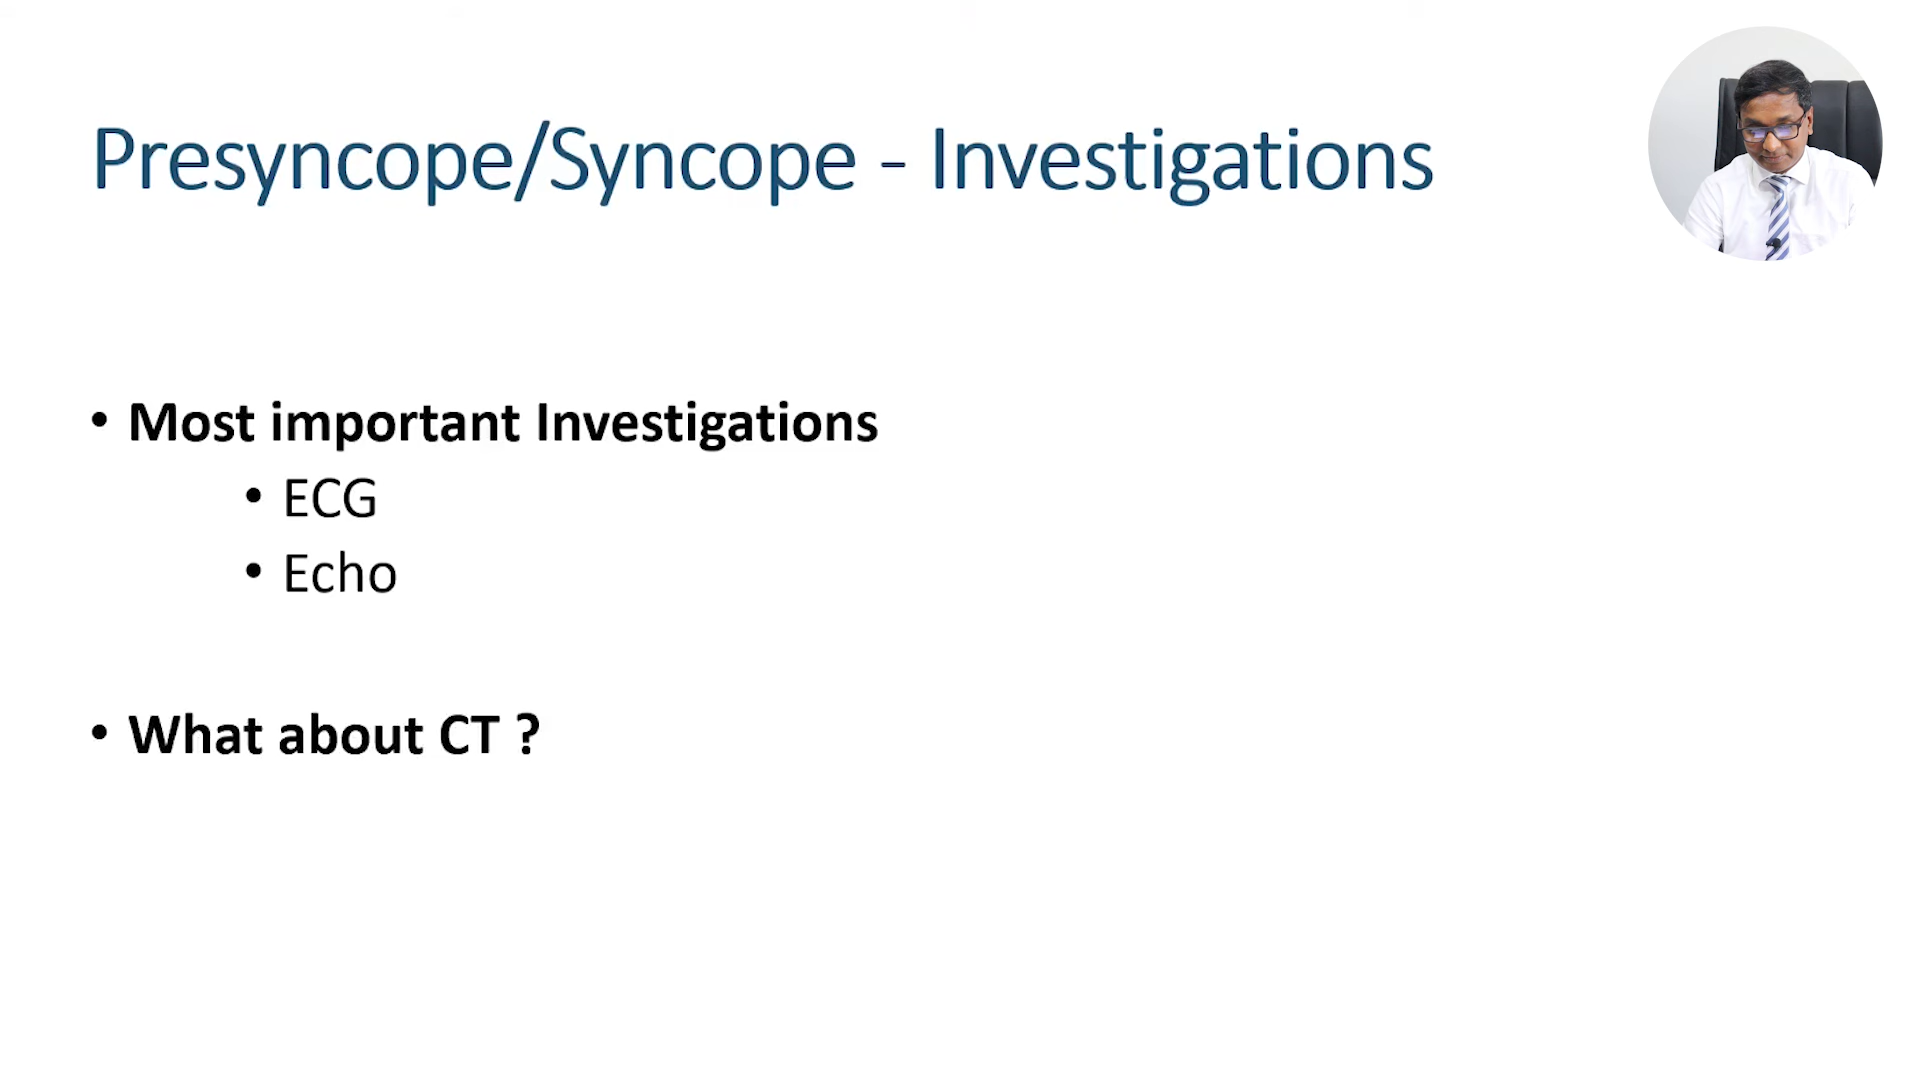 Presyncope/Syncope - Investigations
• Most important Investigations
• ECG
• Echo
• What about CT ?